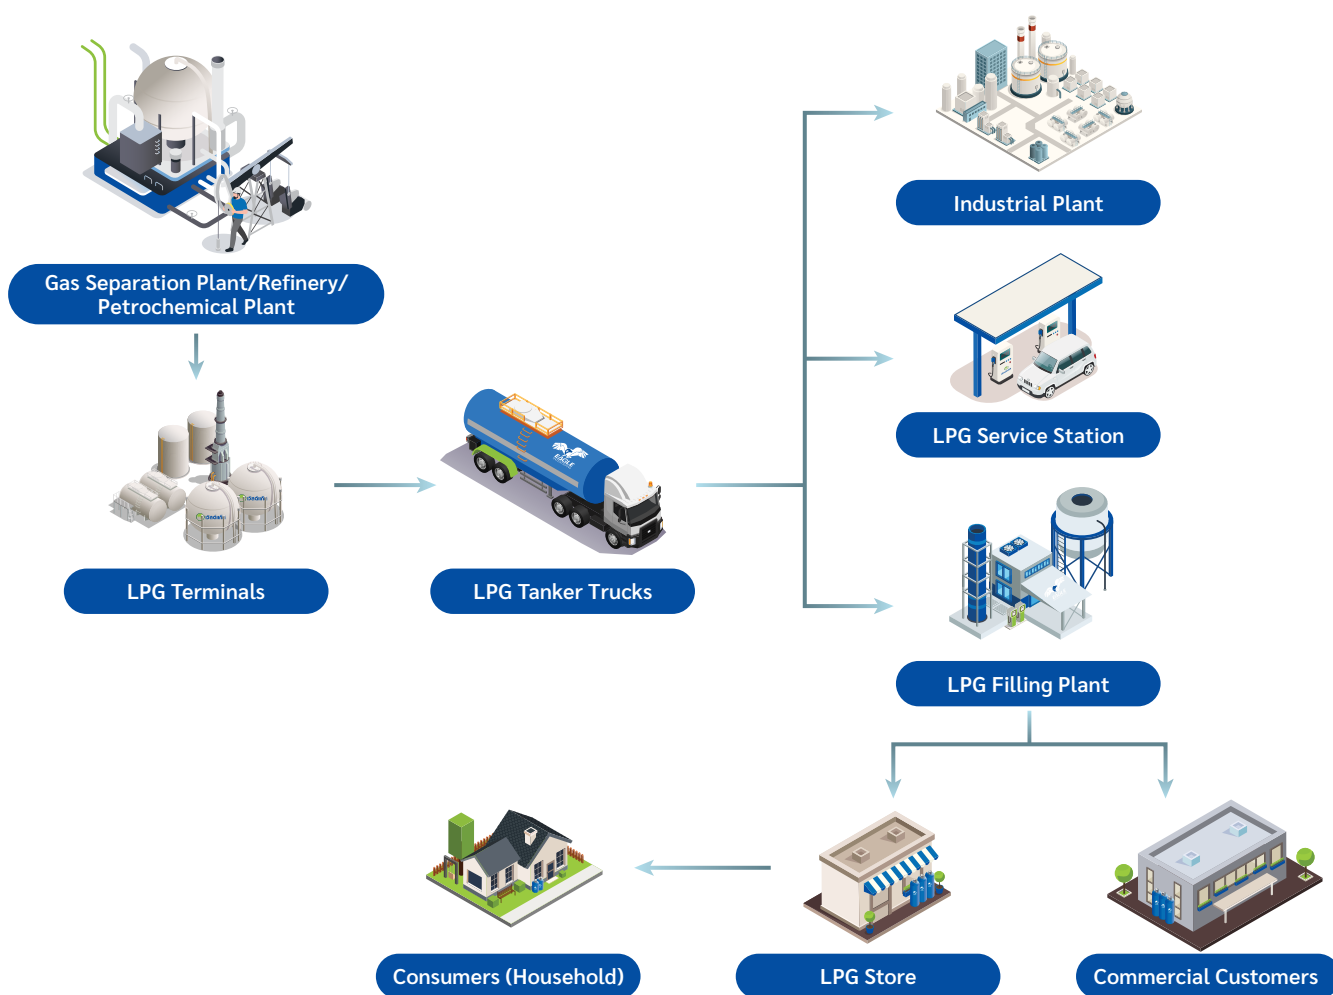 Industrial Plant
Gas Separation Plant/Refinery/
Petrochemical Plant
LPG Service Station
EAGLE
LPG Terminals
LPG Tanker Trucks
LPG Filling Plant
Consumers (Household)
LPG Store
Commercial Customers